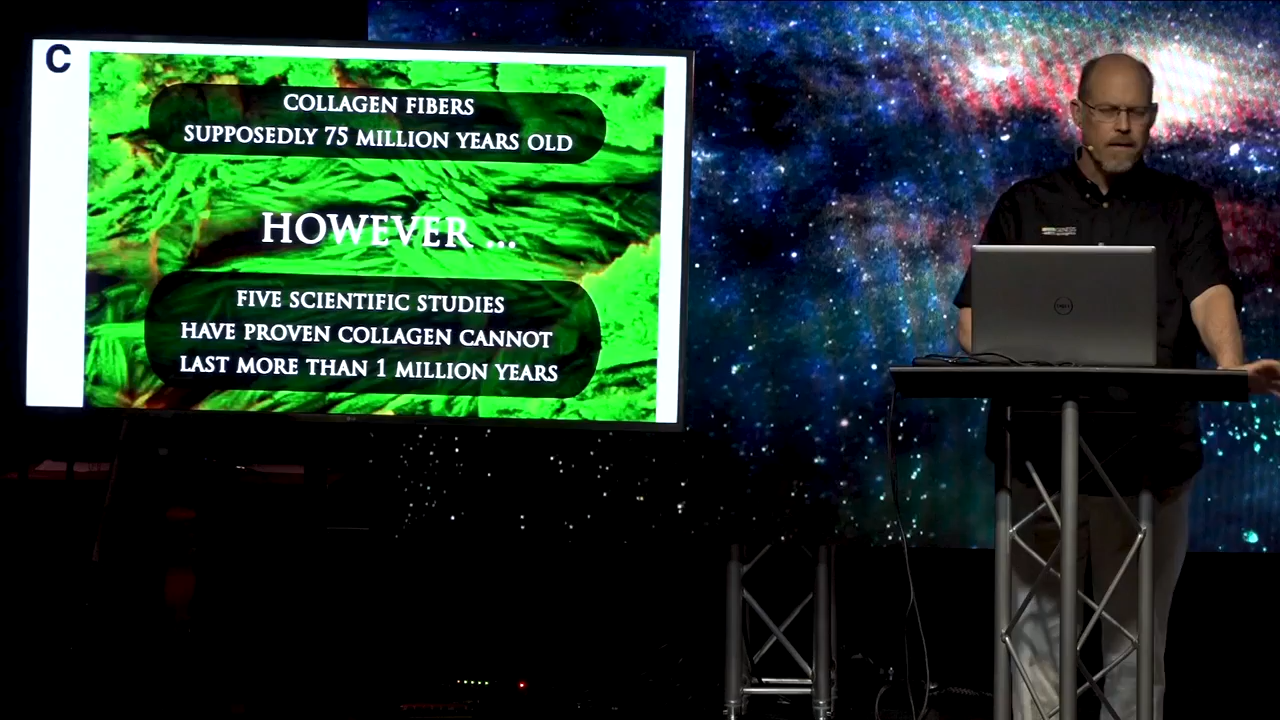 C
COLLAGEN FIBERS
SUPPOSEDLY 75 MILLION YEARS OLD
HOWEVER ...
FIVE SCIENTIFIC STUDIES
HAVE PROVEN COLLAGEN CANNOT
LAST MORE THAN 1 MILLION YEARS
DELL